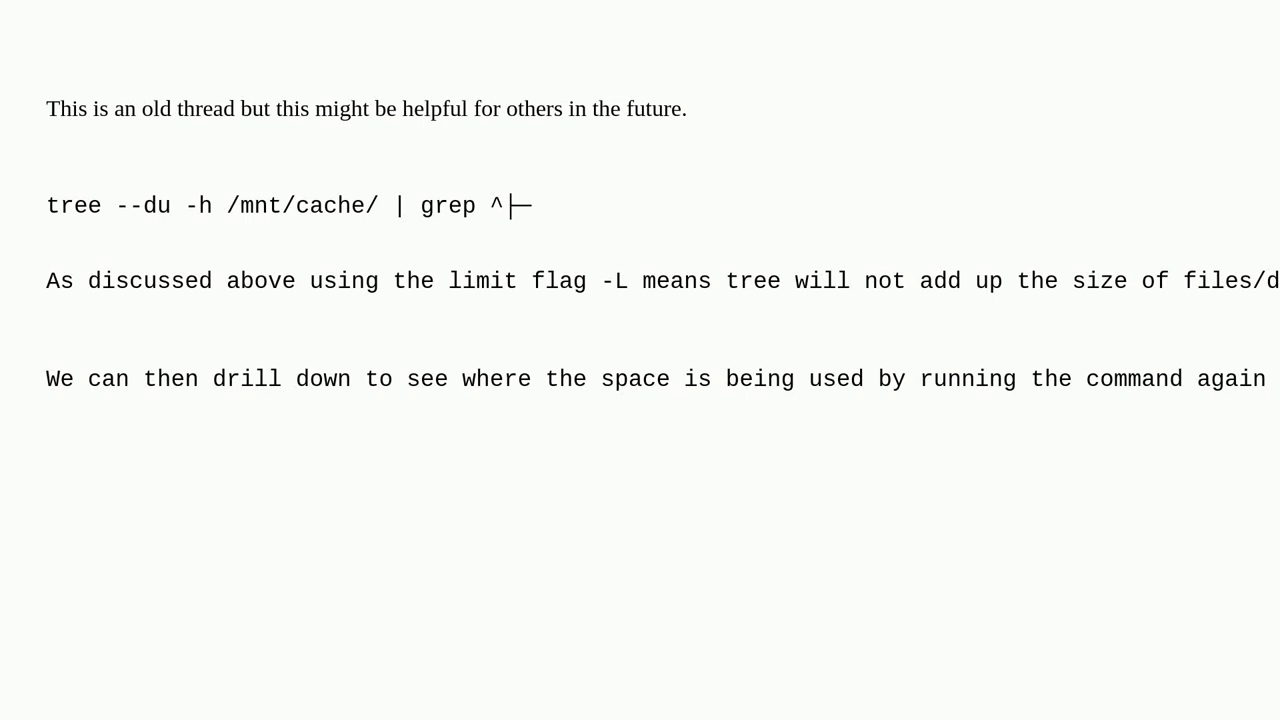 This is an old thread but this might be helpful for others in the future.
tree --du -h /mnt/cache/ | grep ^├─
As discussed above using the limit flag -L means tree will not add up the size of files/d
We can then drill down to see where the space is being used by running the command again